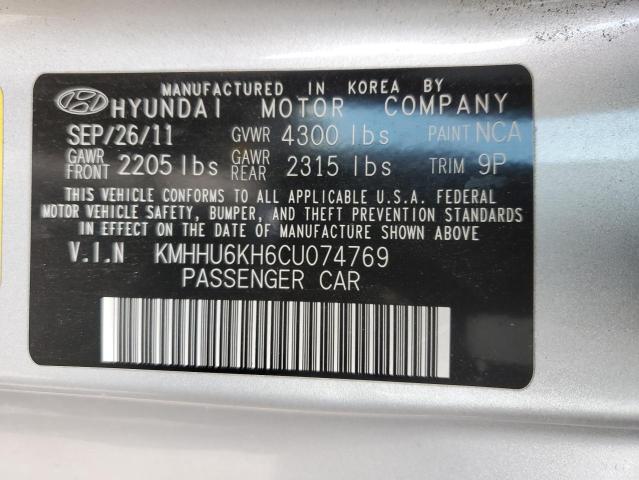 MANUFACTURED IN KOREA BY
HYUNDAI MOTOR COMPANY
SEP/26/11 GVWR 4300 lbs PAINT NCA
GAWR FRONT 2205 lbs GAWR REAR 2315 lbs TRIM 9P
THIS VEHICLE CONFORMS TO ALL APPLICABLE U.S.A. FEDERAL
MOTOR VEHICLE SAFETY, BUMPER, AND THEFT PREVENTION STANDARDS
IN EFFECT ON THE DATE OF MANUFACTURE SHOWN ABOVE.
V.I.N KMHHU6KH6CU074769
PASSENGER CAR